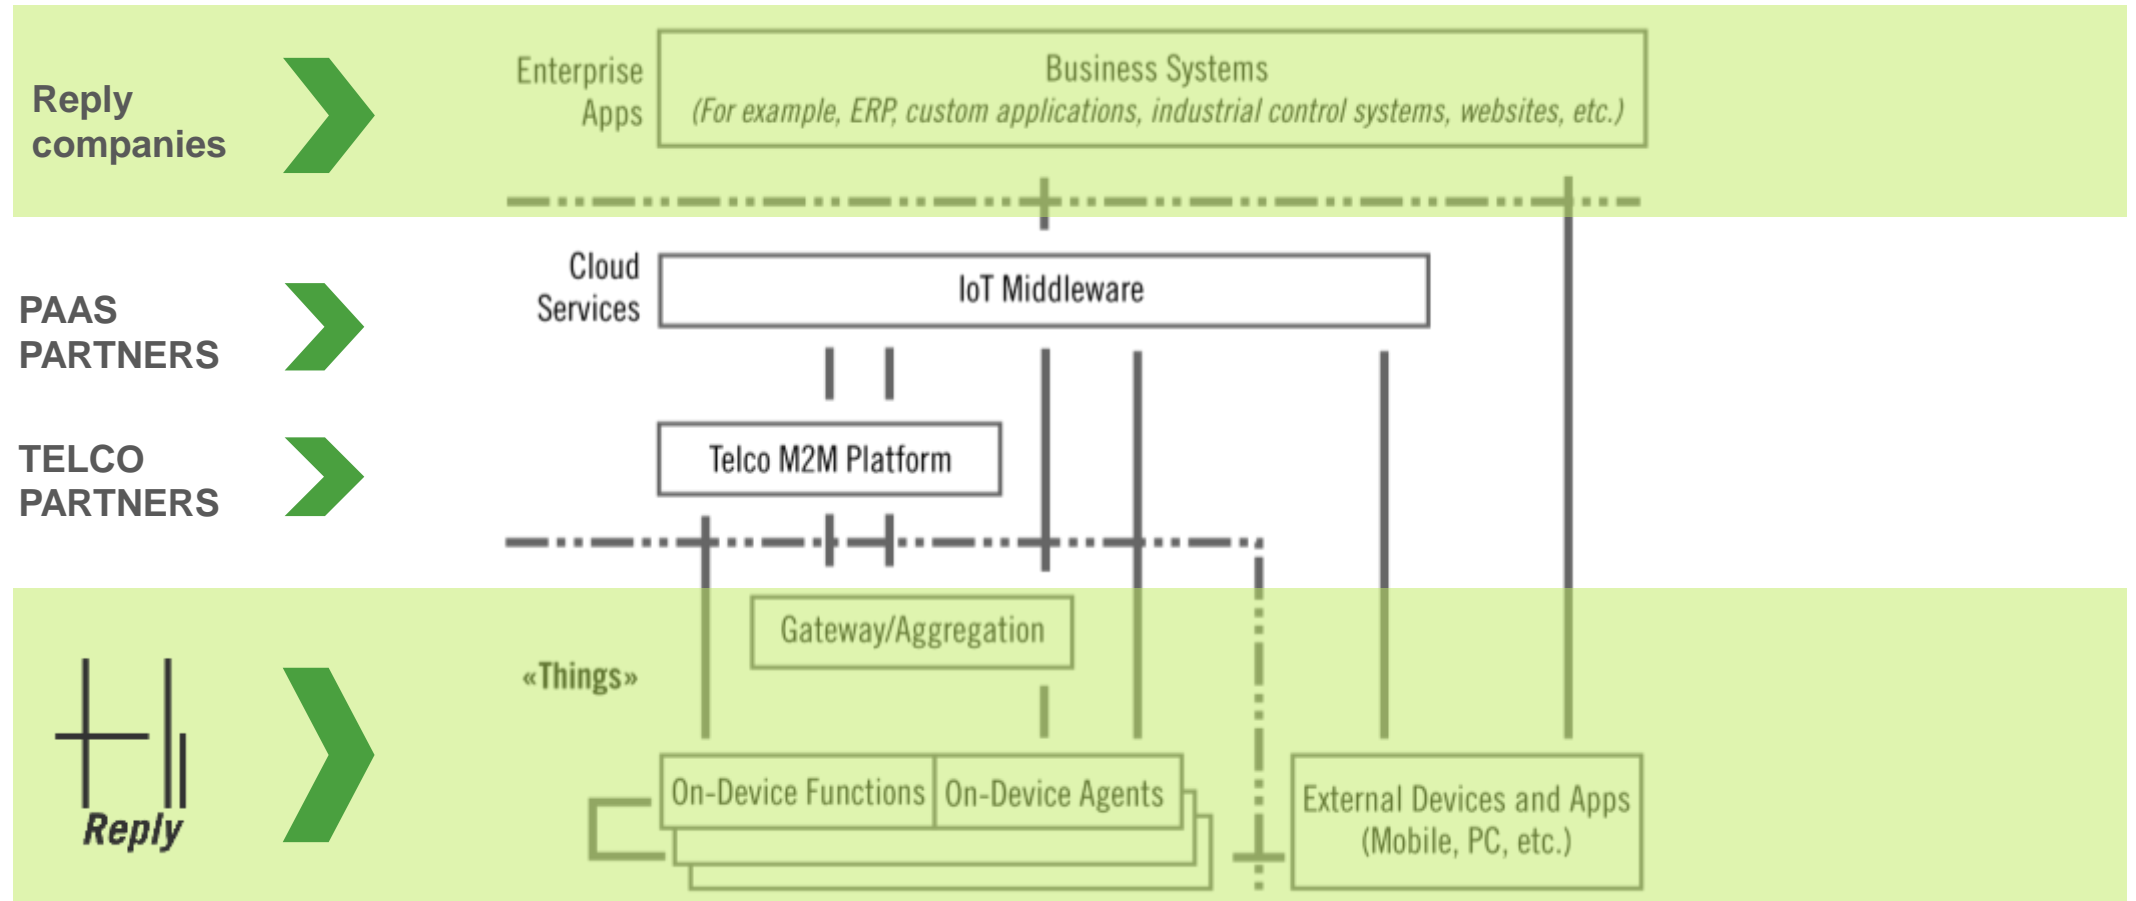 Reply
companies
Enterprise
Apps
Business Systems
(For example, ERP, custom applications, industrial control systems, websites, etc.)
PAAS
PARTNERS
Cloud
Services
IoT Middleware
TELCO
PARTNERS
Telco M2M Platform
Gateway/Aggregation
«Things»
On-Device Functions
On-Device Agents
External Devices and Apps
(Mobile, PC, etc.)
Reply